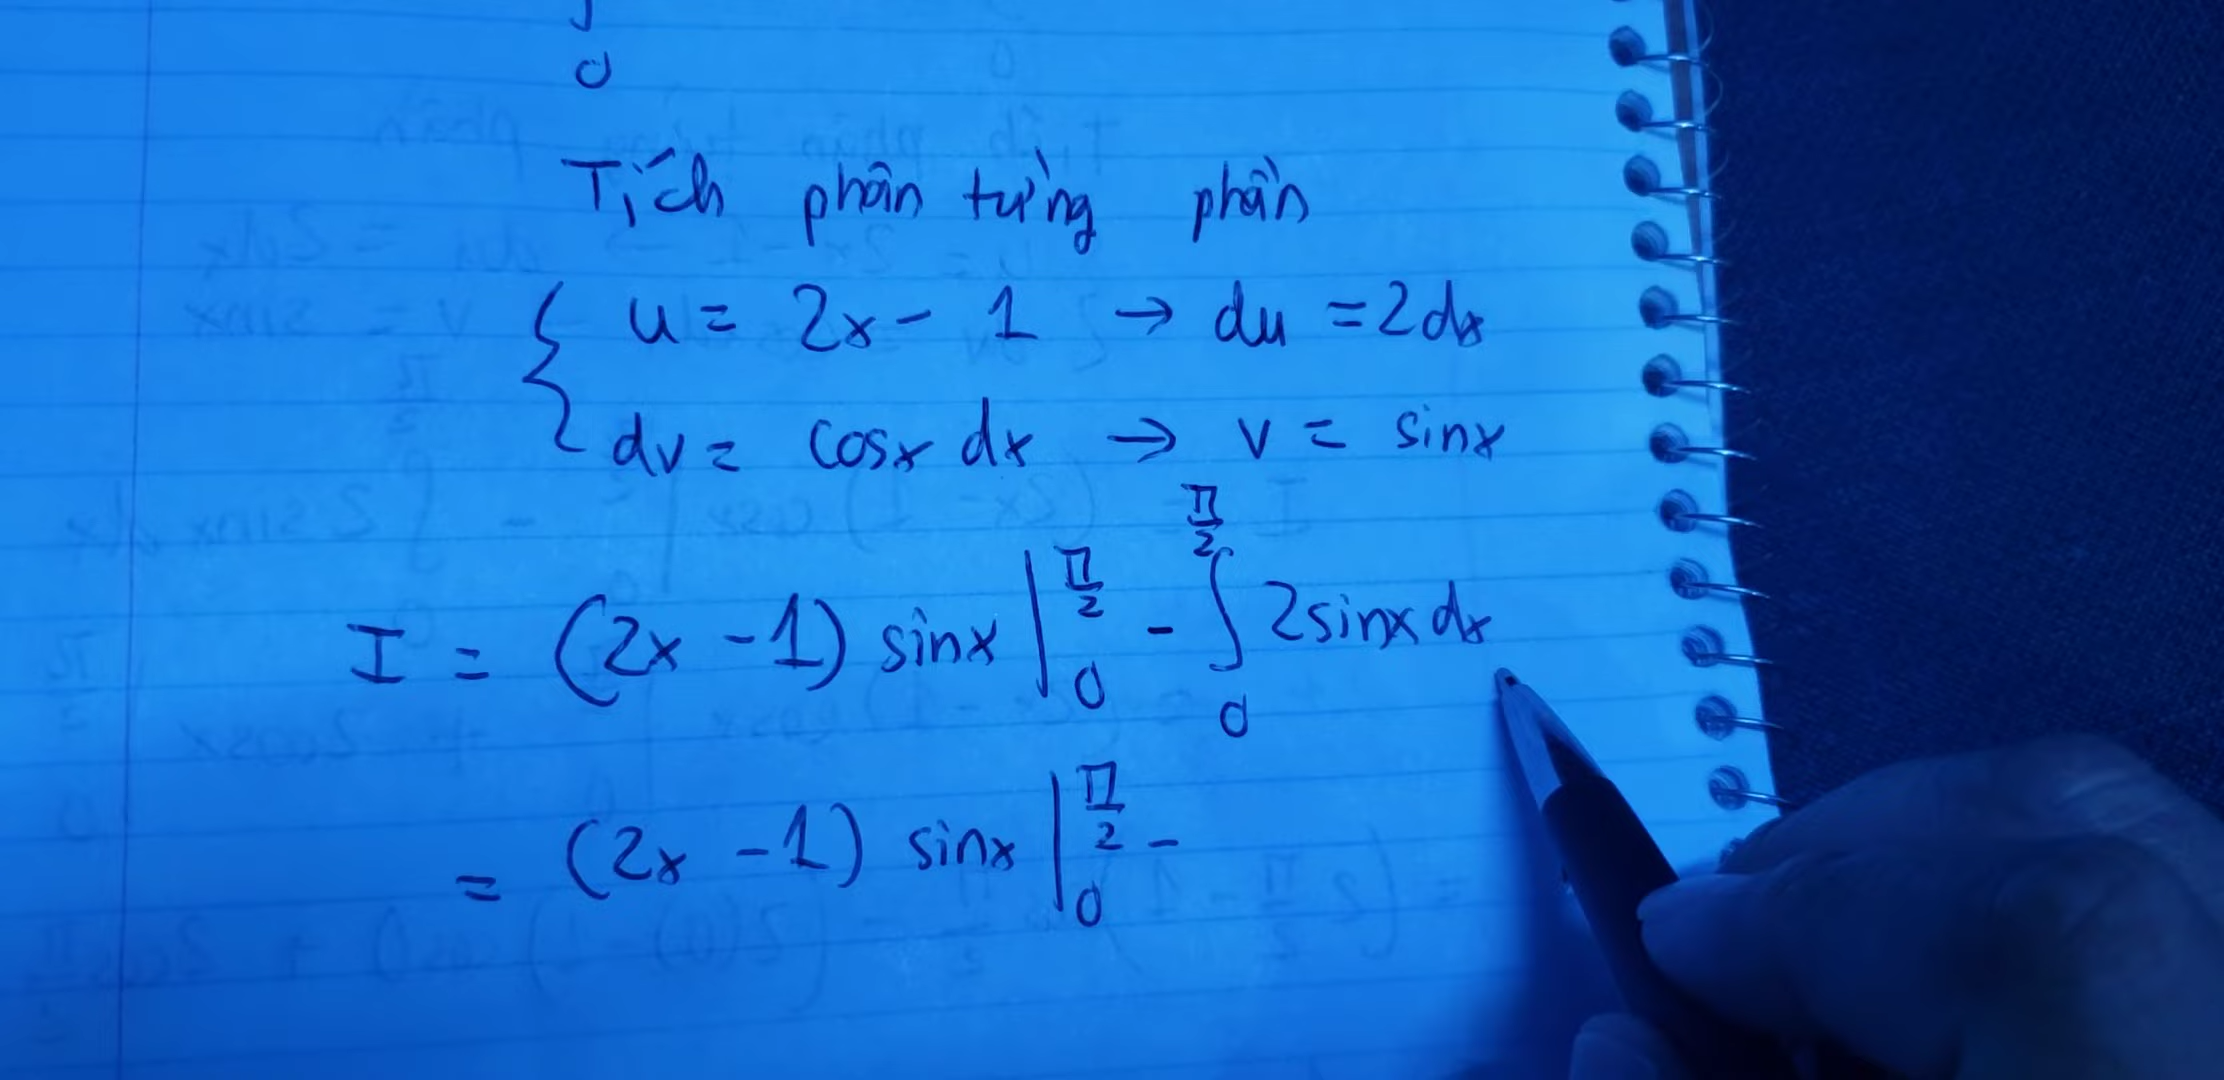 ∫
0
Tích phân từng phần
{ u = 2x - 1 → du = 2dx
dv = cosx dx → v = sinx
I = (2x - 1) sinx |₀^(π/2) - ∫₀^(π/2) 2sinx dx
= (2x - 1) sinx |₀^(π/2) -